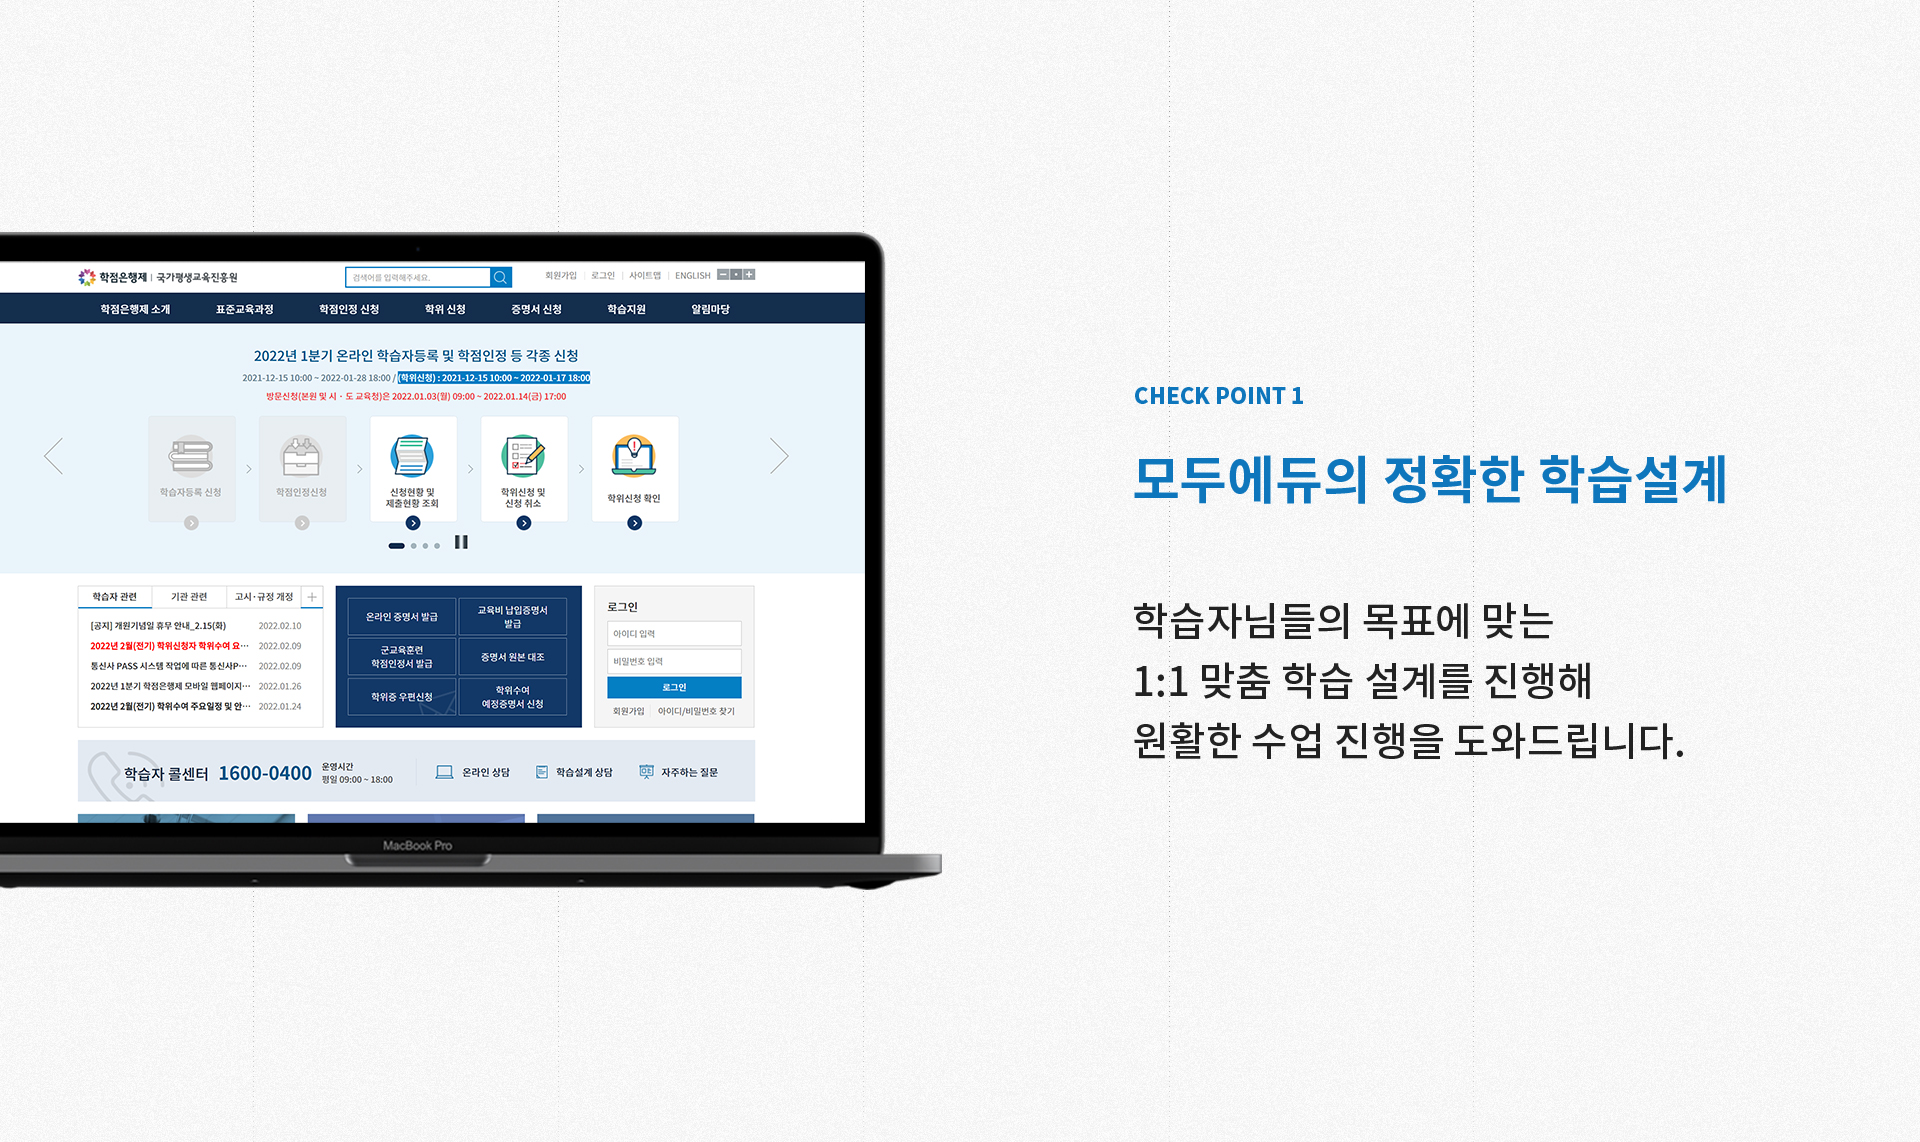 학점은행제 | 국가평생교육진흥원
검색어를 입력해주세요.
회원가입 | 로그인 | 사이트맵 | ENGLISH
학점은행제 소개 표준교육과정 학점인정 신청 학위 신청 증명서 신청 학습지원 알림마당
2022년 1분기 온라인 학습자등록 및 학점인정 등 각종 신청
2021-12-15 10:00 ~ 2022-01-28 18:00 / (학위신청) : 2021-12-15 10:00 ~ 2022-01-17 18:00
방문신청(본원 및 시·도 교육청)은 2022.01.03(월) 09:00 ~ 2022.01.14(금) 17:00
학습자등록 신청
학점인정신청
신청현황 및
제출현황 조회
학위신청 및
신청 취소
학위신청 확인
학습자 관련 기관 관련 고시·규정 개정
[공지] 개원기념일 휴무 안내_2.15(화) 2022.02.10
2022년 2월(전기) 학위신청자 학위수여 요··· 2022.02.09
통신사 PASS 시스템 작업에 따른 통신사P··· 2022.02.09
2022년 1분기 학점은행제 모바일 웹페이지··· 2022.01.26
2022년 2월(전기) 학위수여 주요일정 및 안··· 2022.01.24
온라인 증명서 발급
교육비 납입증명서
발급
군교육훈련
학점인정서 발급
증명서 원본 대조
학위증 우편신청
학위수여
예정증명서 신청
로그인
아이디 입력
비밀번호 입력
로그인
회원가입 | 아이디/비밀번호 찾기
학습자 콜센터 1600-0400
운영시간
평일 09:00 ~ 18:00
온라인 상담
학습설계 상담
자주하는 질문
MacBook Pro
CHECK POINT 1
모두에듀의 정확한 학습설계
학습자님들의 목표에 맞는
1:1 맞춤 학습 설계를 진행해
원활한 수업 진행을 도와드립니다.